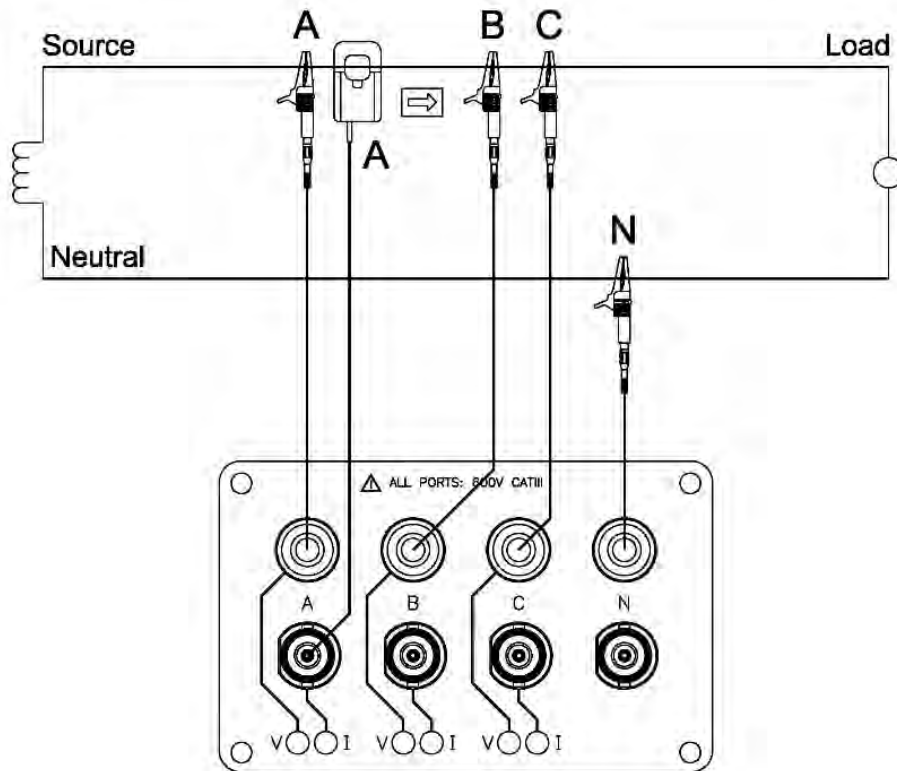 A B C
Source Load
A
N
Neutral
ALL PORTS: 600V CATIII
A B C N
V I V I V I